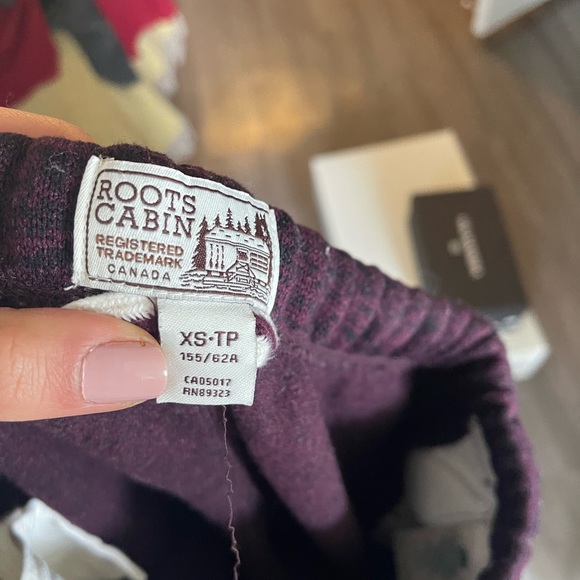 ROOTS
CABIN
REGISTERED
TRADEMARK
CANADA
XS·TP
155/62A
CA05017
RN89323